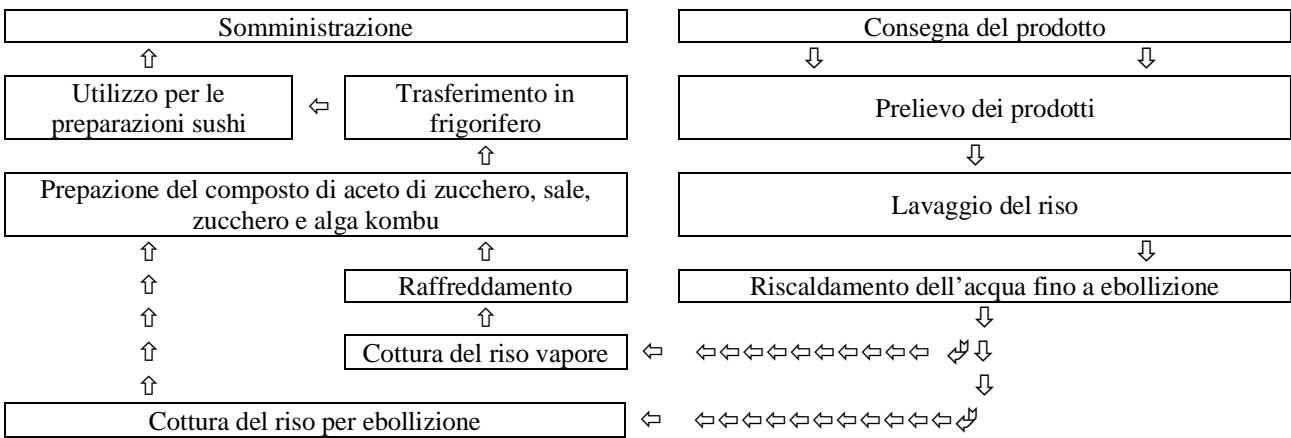 Somministrazione
Consegna del prodotto
Utilizzo per le
preparazioni sushi
Trasferimento in
frigorifero
Prelievo dei prodotti
Prepazione del composto di aceto di zucchero, sale,
zucchero e alga kombu
Lavaggio del riso
Raffreddamento
Riscaldamento dell’acqua fino a ebollizione
Cottura del riso vapore
Cottura del riso per ebollizione